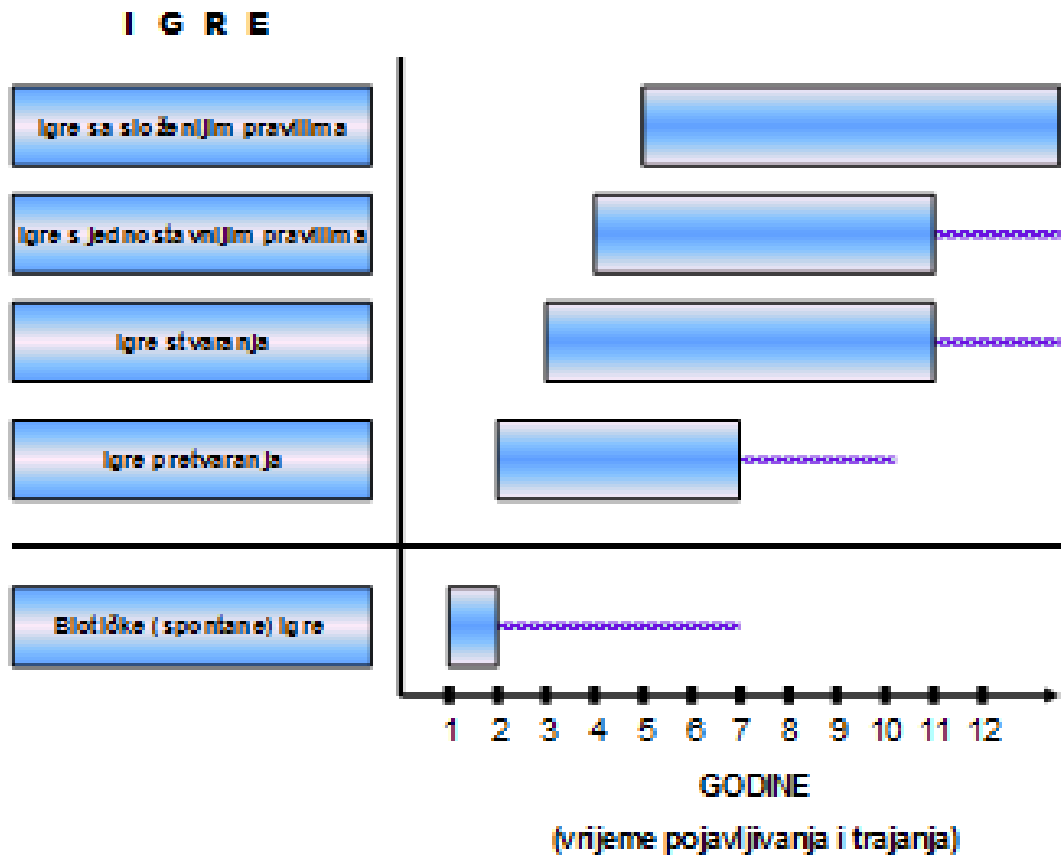 I G R E
Igre sa složenijim pravilima
Igre s jednostavnijim pravilima
Igre stvaranja
Igre pretvaranja
Biotičke (spontane) igre
1 2 3 4 5 6 7 8 9 10 11 12
GODINE
(vrijeme pojavljivanja i trajanja)